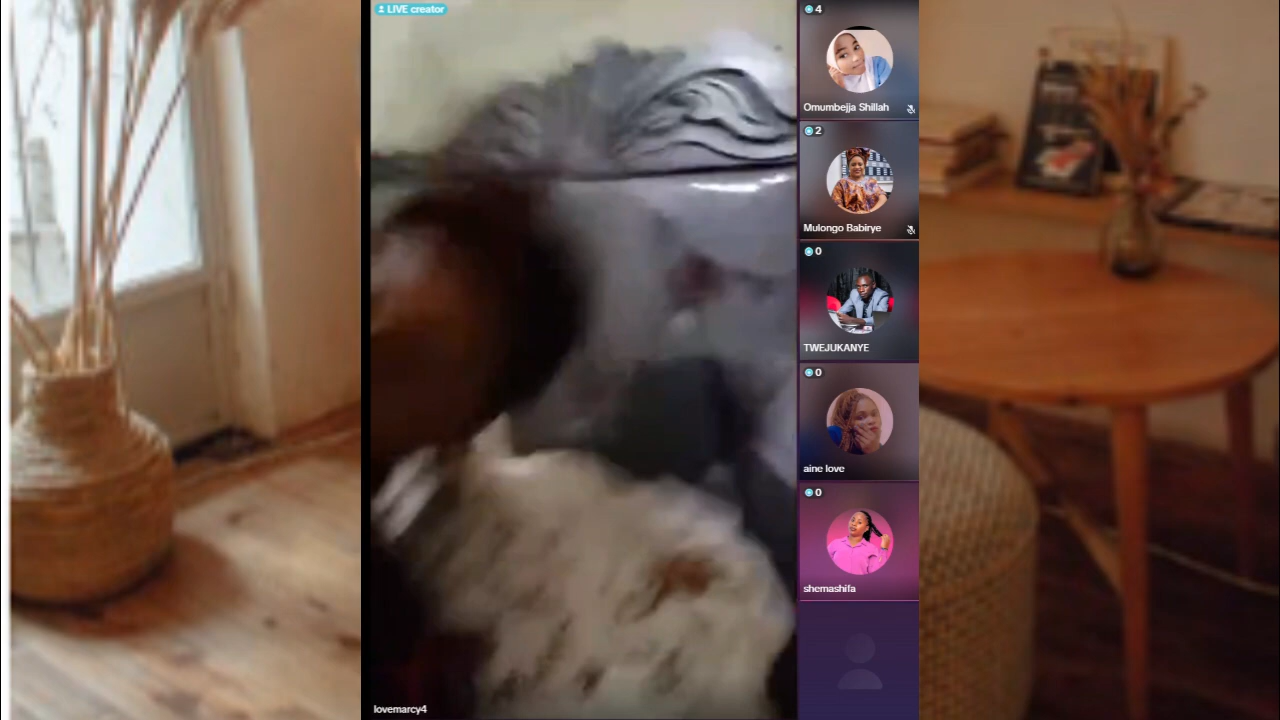 LIVE creator
4
Omumbejja Shillah
2
Mulongo Babirye
0
TWEJUKANYE
0
aine love
0
shemashifa
lovemarcy4